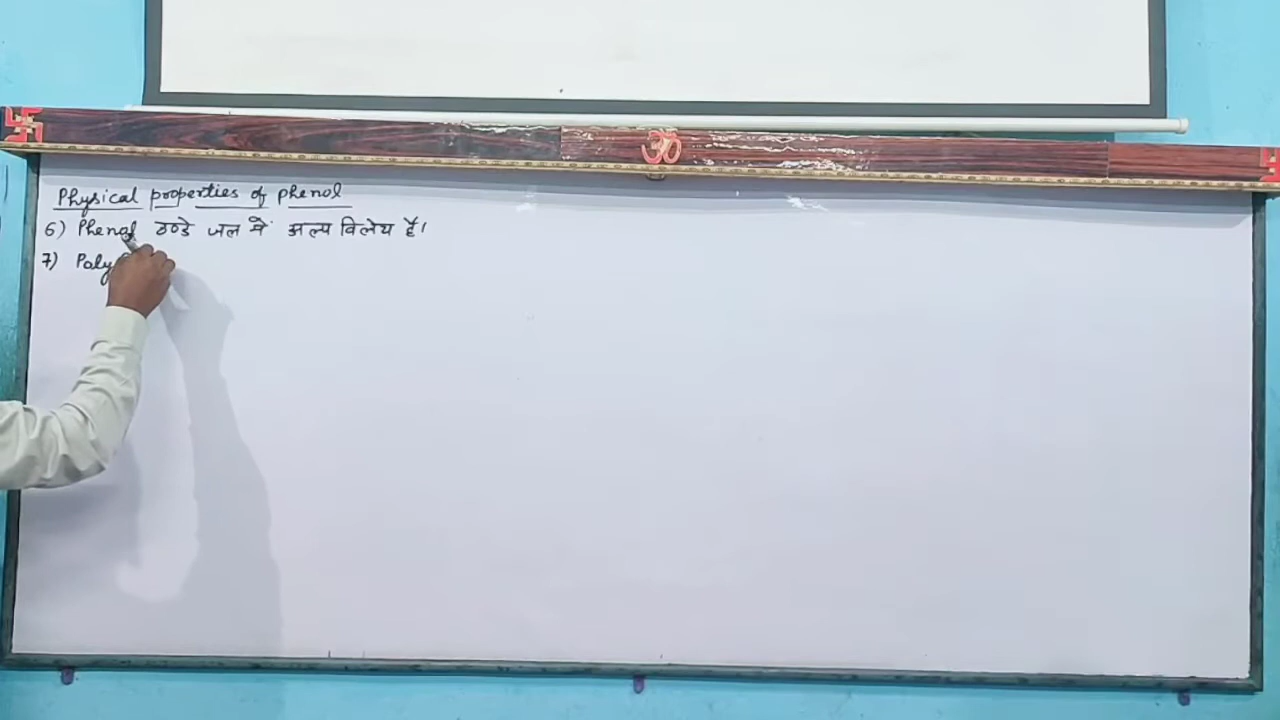 ॐ
Physical properties of phenol
6) Phenol ठण्डे जल में अल्प विलेय हैं।
7) Poly